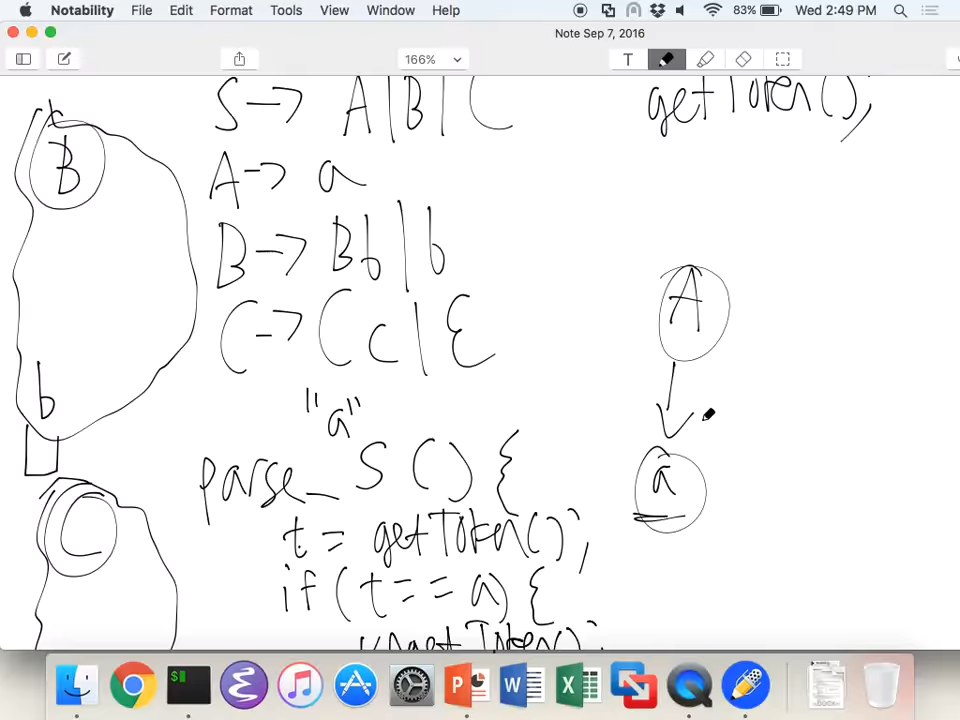 Notability File Edit Format Tools View Window Help 83% Wed 2:49 PM
Note Sep 7, 2016
166% T
S → A | B | C
getToken();
B
A → a
B → Bb | b
A
C → Cc | ε
b
"a"
parse_S() {
a
C
t = getToken();
if (t == a) {
ungetToken();
$ P W X